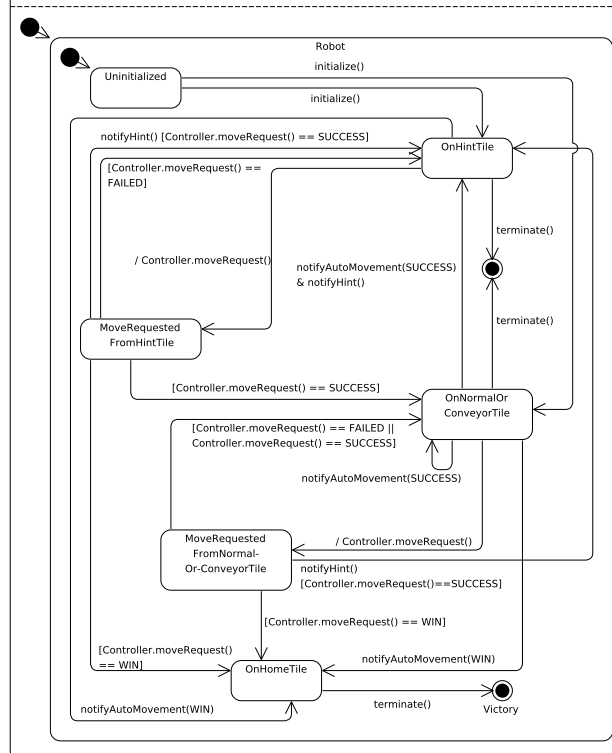 Robot
initialize()
Uninitialized
initialize()
notifyHint() [Controller.moveRequest() == SUCCESS]
OnHintTile
[Controller.moveRequest() ==
FAILED]
terminate()
/ Controller.moveRequest()
notifyAutoMovement(SUCCESS)
& notifyHint()
terminate()
MoveRequested
FromHintTile
[Controller.moveRequest() == SUCCESS]
OnNormalOr
ConveyorTile
[Controller.moveRequest() == FAILED ||
Controller.moveRequest() == SUCCESS]
notifyAutoMovement(SUCCESS)
MoveRequested
FromNormal-
Or-ConveyorTile
/ Controller.moveRequest()
notifyHint()
[Controller.moveRequest()==SUCCESS]
[Controller.moveRequest() == WIN]
[Controller.moveRequest()
== WIN]
notifyAutoMovement(WIN)
OnHomeTile
notifyAutoMovement(WIN)
terminate()
Victory